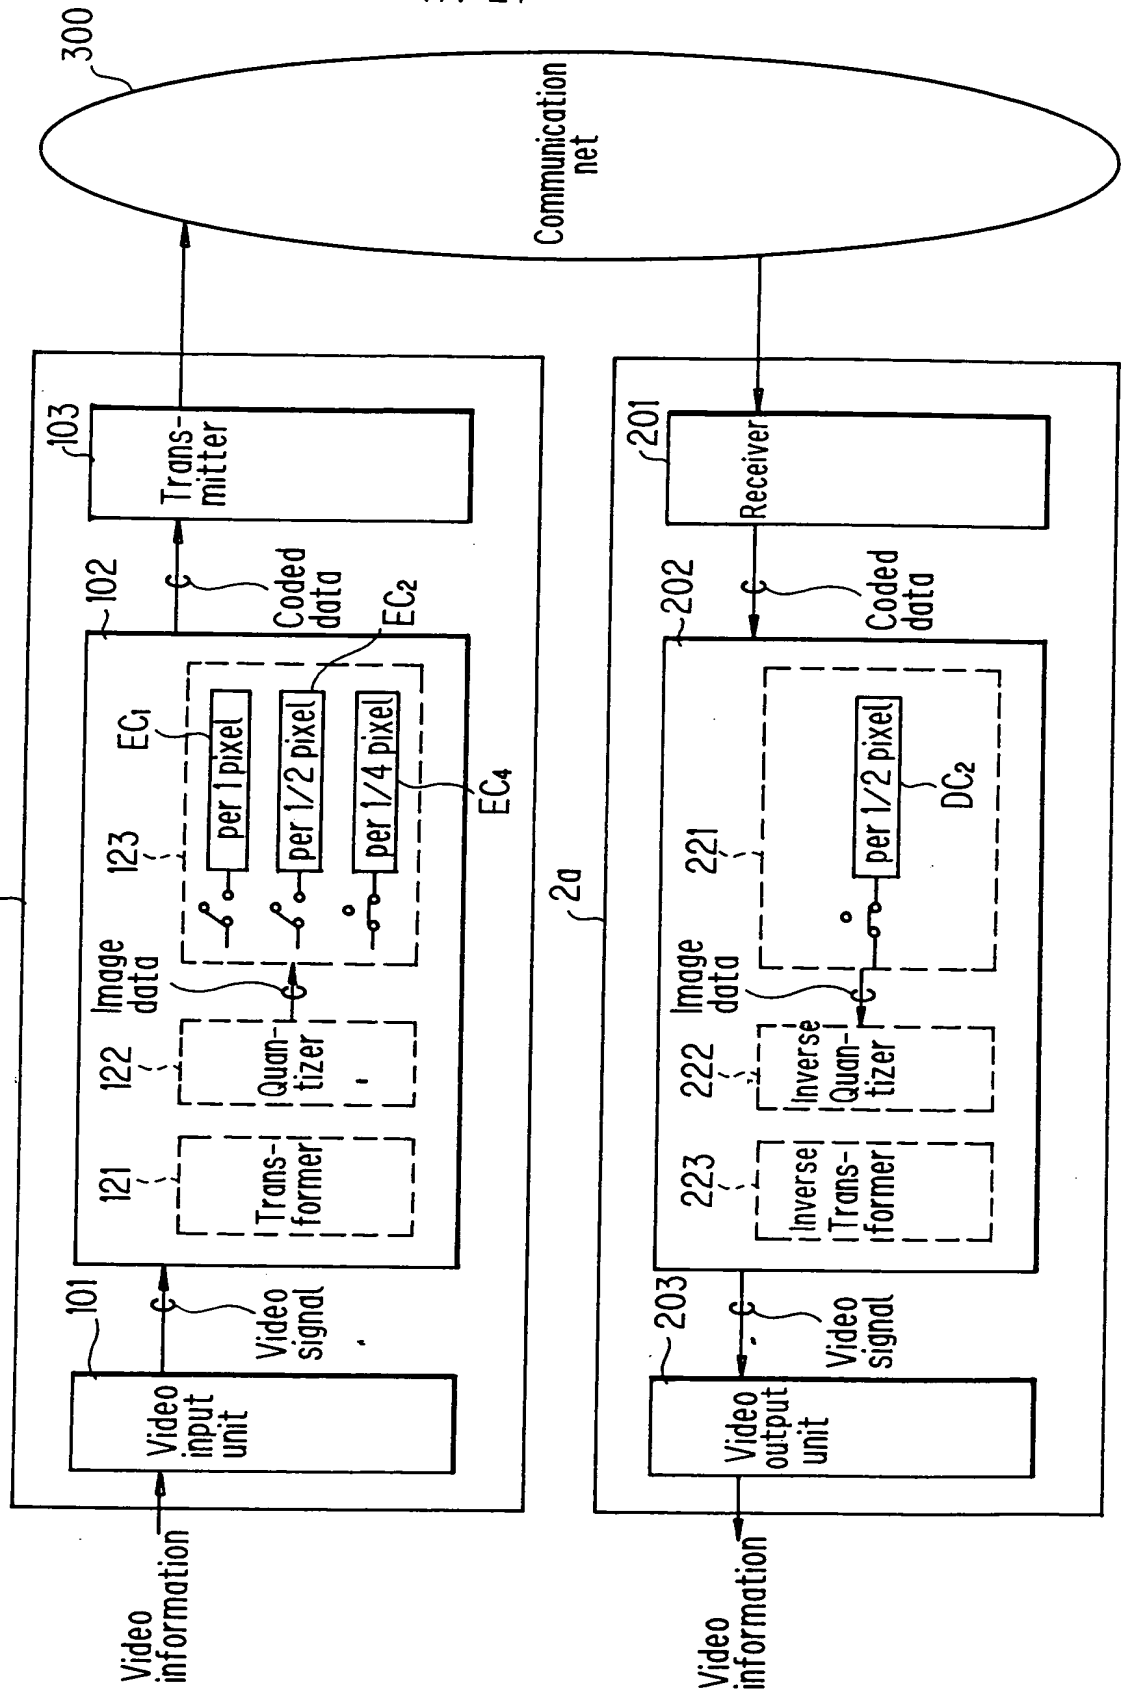 300
Communication
net
103
Trans-
mitter
Coded
data
102
EC1
EC2
EC4
per 1 pixel
per 1/2 pixel
per 1/4 pixel
123
Image
data
122
Quan-
tizer
121
Trans-
former
Video
signal
101
Video
input
unit
Video
information
2a
201
Receiver
Coded
data
202
221
per 1/2 pixel
DC2
Image
data
222
Inverse
Quan-
tizer
223
Inverse
Trans-
former
Video
signal
203
Video
output
unit
Video
information